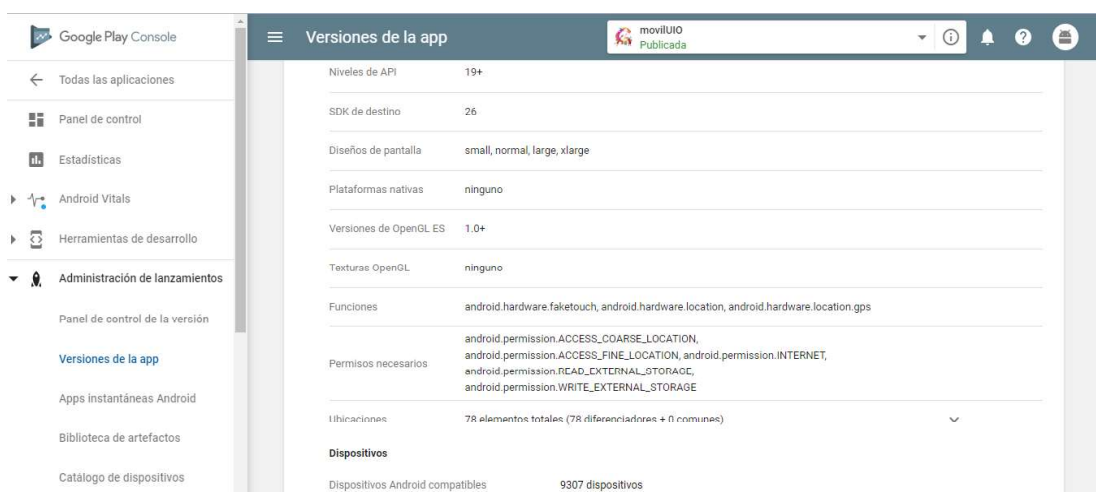 Google Play Console
Versiones de la app
movilUIO
Publicada
Todas las aplicaciones
Panel de control
Estadísticas
Android Vitals
Herramientas de desarrollo
Administración de lanzamientos
Panel de control de la versión
Versiones de la app
Apps instantáneas Android
Biblioteca de artefactos
Catálogo de dispositivos
Niveles de API 19+
SDK de destino 26
Diseños de pantalla small, normal, large, xlarge
Plataformas nativas ninguno
Versiones de OpenGL ES 1.0+
Texturas OpenGL ninguno
Funciones android.hardware.faketouch, android.hardware.location, android.hardware.location.gps
Permisos necesarios
android.permission.ACCESS_COARSE_LOCATION,
android.permission.ACCESS_FINE_LOCATION, android.permission.INTERNET,
android.permission.READ_EXTERNAL_STORAGE,
android.permission.WRITE_EXTERNAL_STORAGE
Ubicaciones 78 elementos totales (78 diferenciadores + 0 comunes)
Dispositivos
Dispositivos Android compatibles 9307 dispositivos